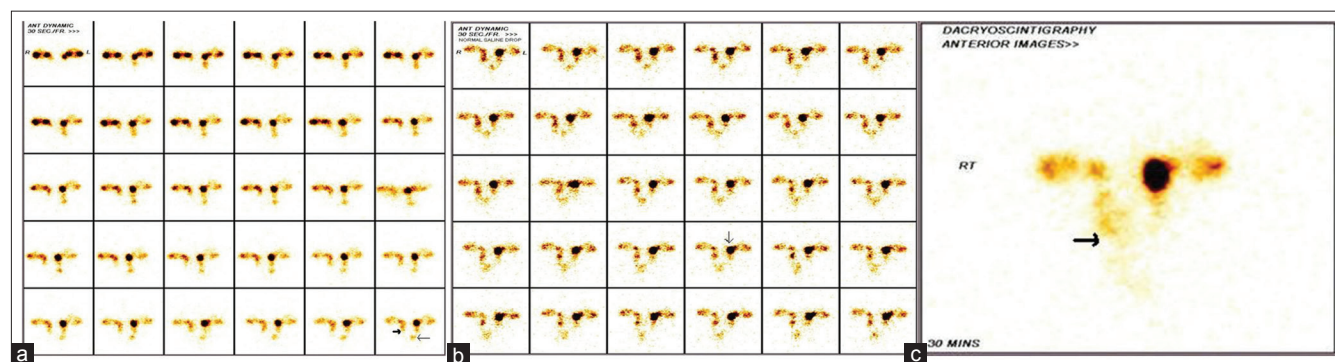 ANT DYNAMIC
30 SEC./FR. >>>
R L
a
ANT DYNAMIC
30 SEC./FR. >>>
NORMAL SALINE DROP
R L
b
DACRYOSCINTIGRAPHY
ANTERIOR IMAGES>>
RT
30 MINS
c